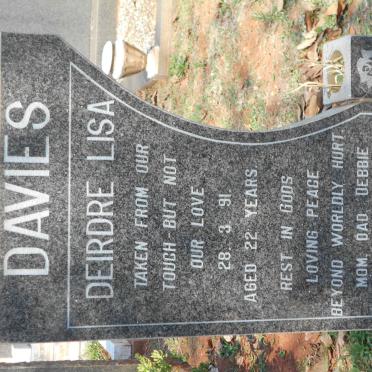 DAVIES
DEIRDRE LISA
TAKEN FROM OUR
TOUCH BUT NOT
OUR LOVE
28. 3. 91
AGED 22 YEARS
REST IN GODS
LOVING PEACE
BEYOND WORLDLY HURT
MOM, DAD, DEBBIE